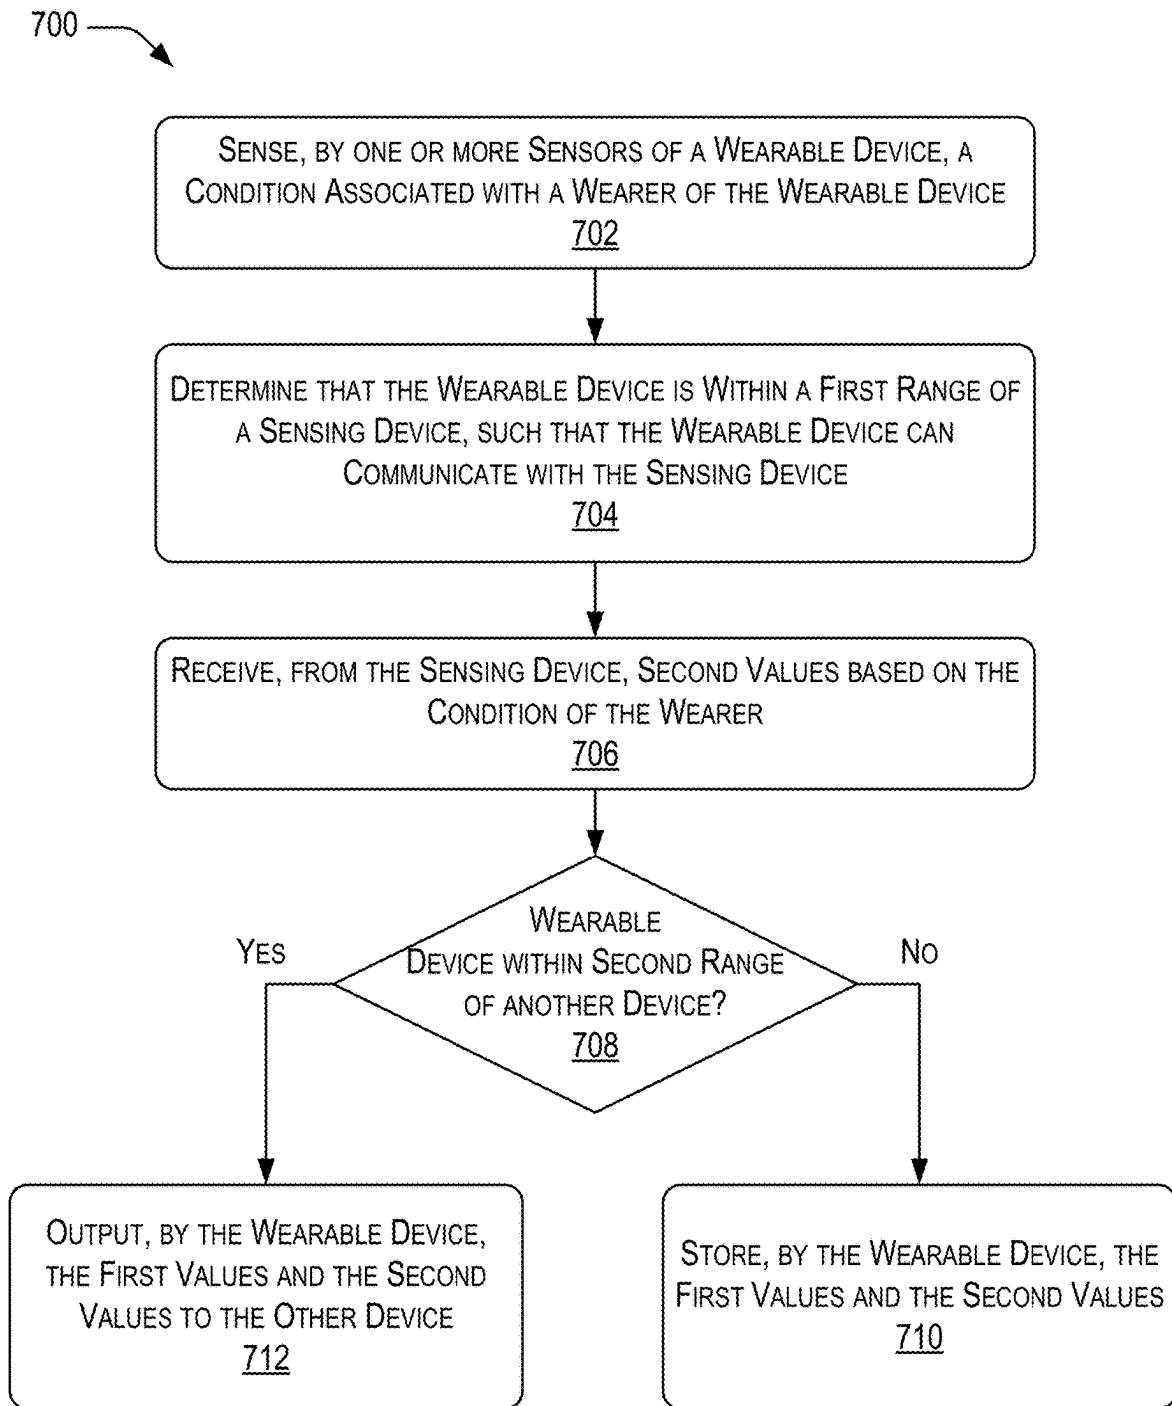 700
SENSE, BY ONE OR MORE SENSORS OF A WEARABLE DEVICE, A
CONDITION ASSOCIATED WITH A WEARER OF THE WEARABLE DEVICE
702
DETERMINE THAT THE WEARABLE DEVICE IS WITHIN A FIRST RANGE OF
A SENSING DEVICE, SUCH THAT THE WEARABLE DEVICE CAN
COMMUNICATE WITH THE SENSING DEVICE
704
RECEIVE, FROM THE SENSING DEVICE, SECOND VALUES BASED ON THE
CONDITION OF THE WEARER
706
WEARABLE
DEVICE WITHIN SECOND RANGE
OF ANOTHER DEVICE?
708
YES
NO
OUTPUT, BY THE WEARABLE DEVICE,
THE FIRST VALUES AND THE SECOND
VALUES TO THE OTHER DEVICE
712
STORE, BY THE WEARABLE DEVICE, THE
FIRST VALUES AND THE SECOND VALUES
710